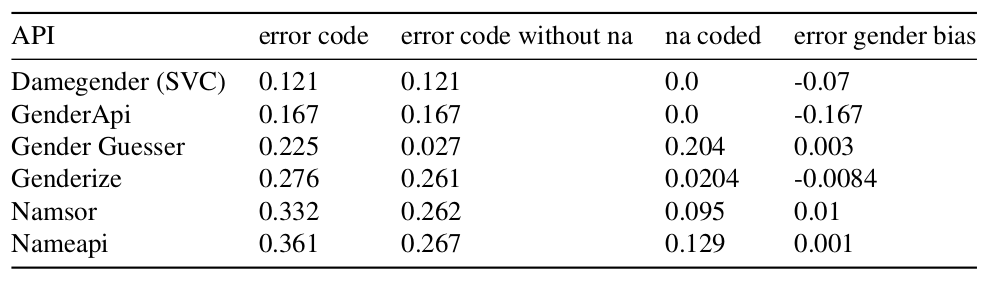 API error code error code without na na coded error gender bias
Damegender (SVC) 0.121 0.121 0.0 -0.07
GenderApi 0.167 0.167 0.0 -0.167
Gender Guesser 0.225 0.027 0.204 0.003
Genderize 0.276 0.261 0.0204 -0.0084
Namsor 0.332 0.262 0.095 0.01
Nameapi 0.361 0.267 0.129 0.001